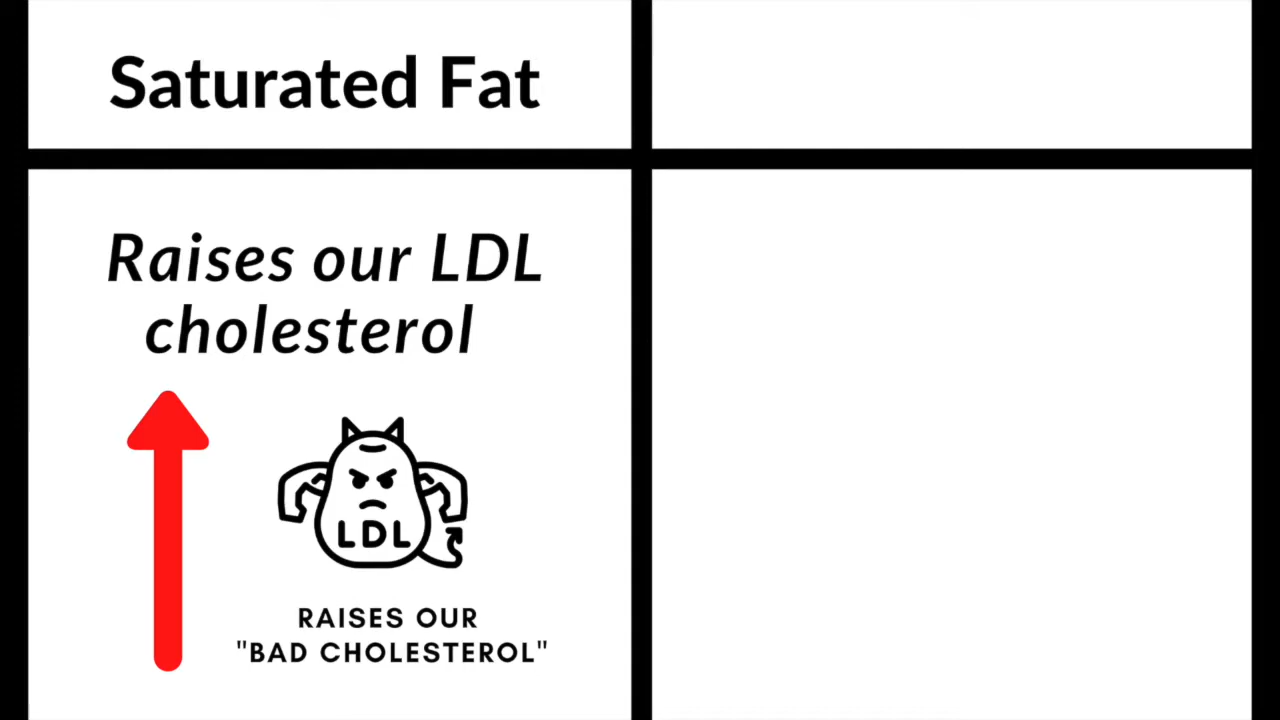 Saturated Fat
Raises our LDL
cholesterol
LDL
RAISES OUR
"BAD CHOLESTEROL"